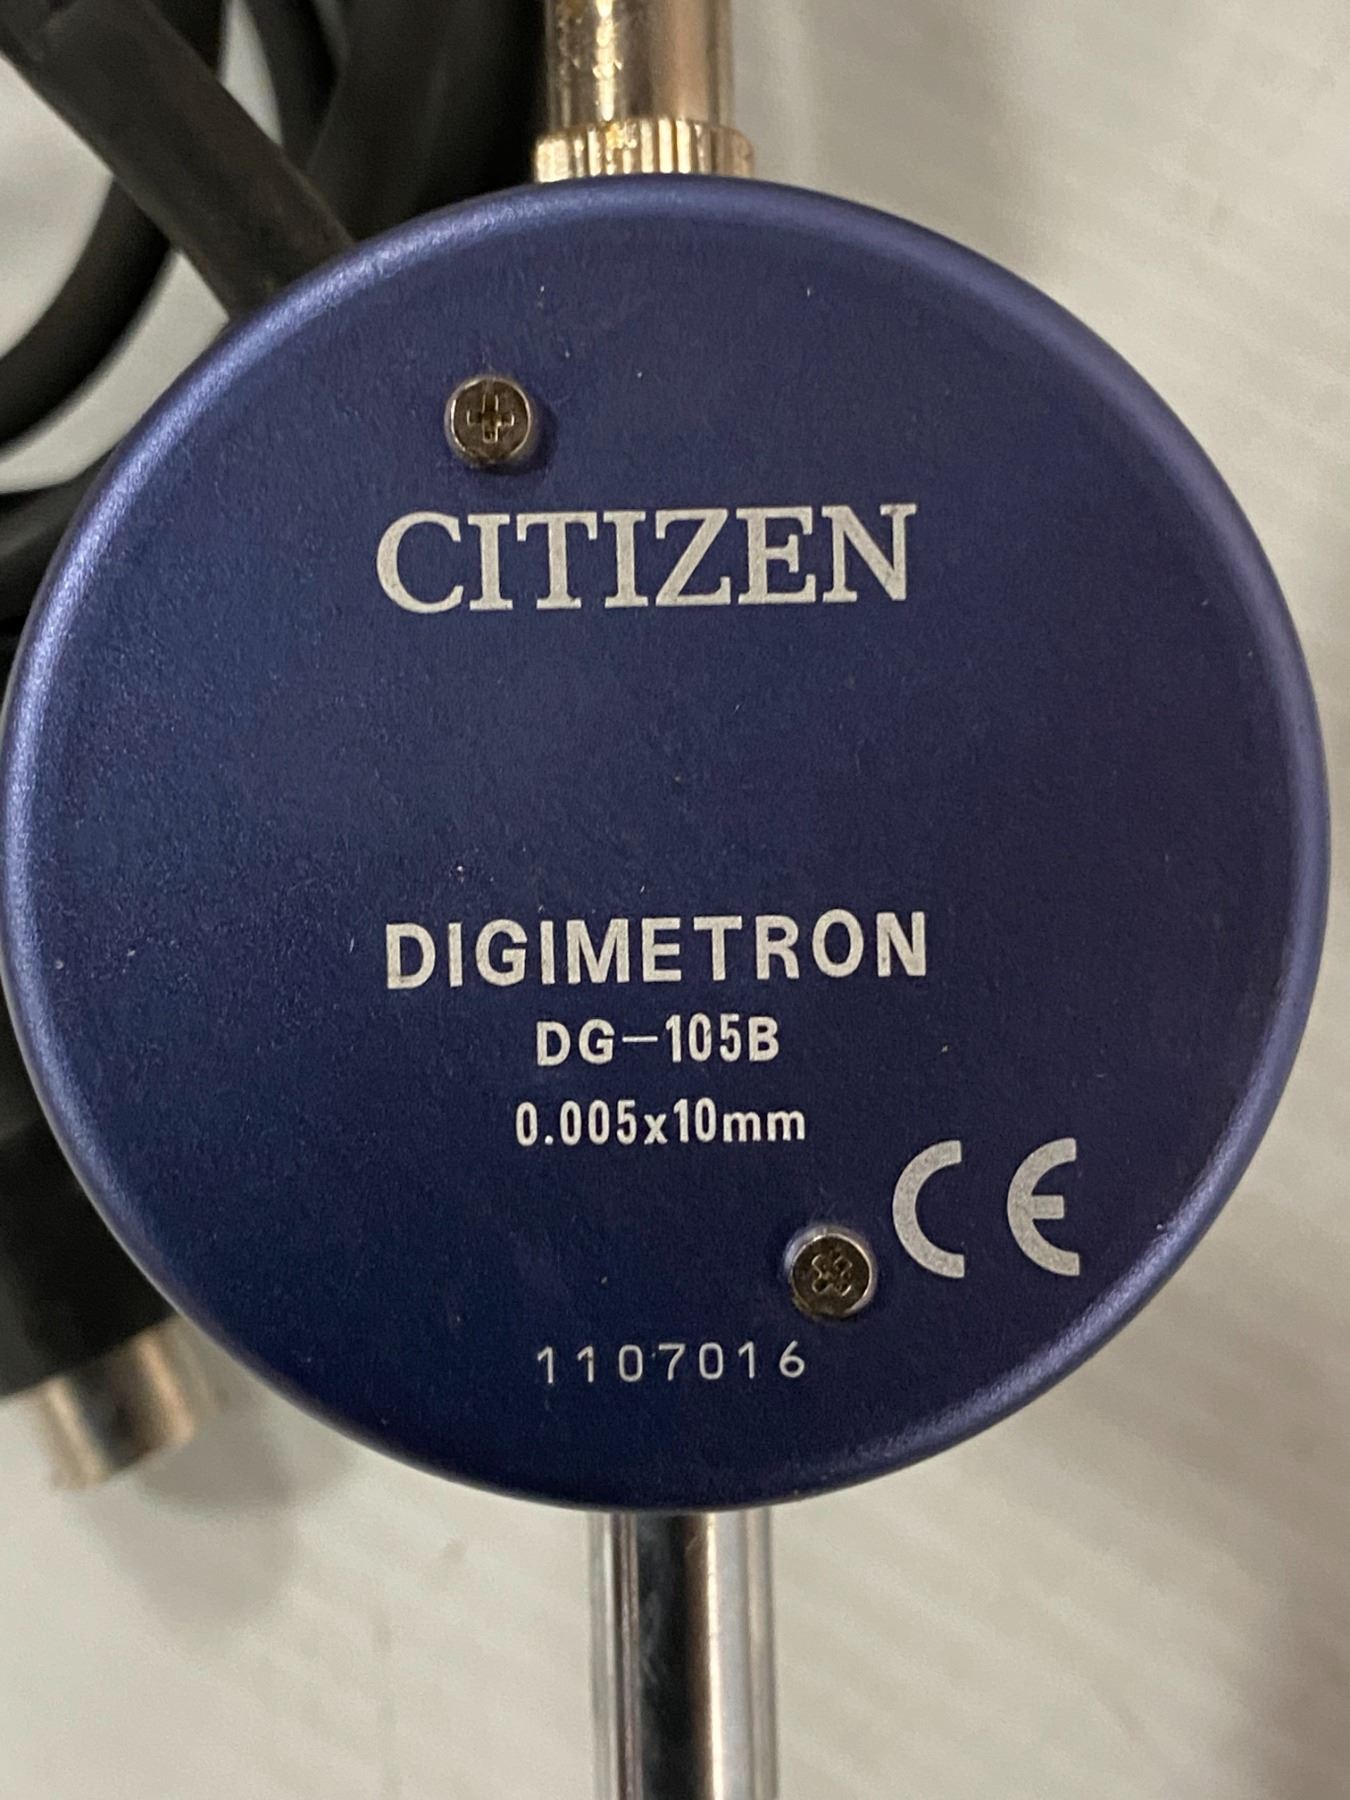 CITIZEN
DIGIMETRON
DG-105B
0.005x10mm
CE
1107016